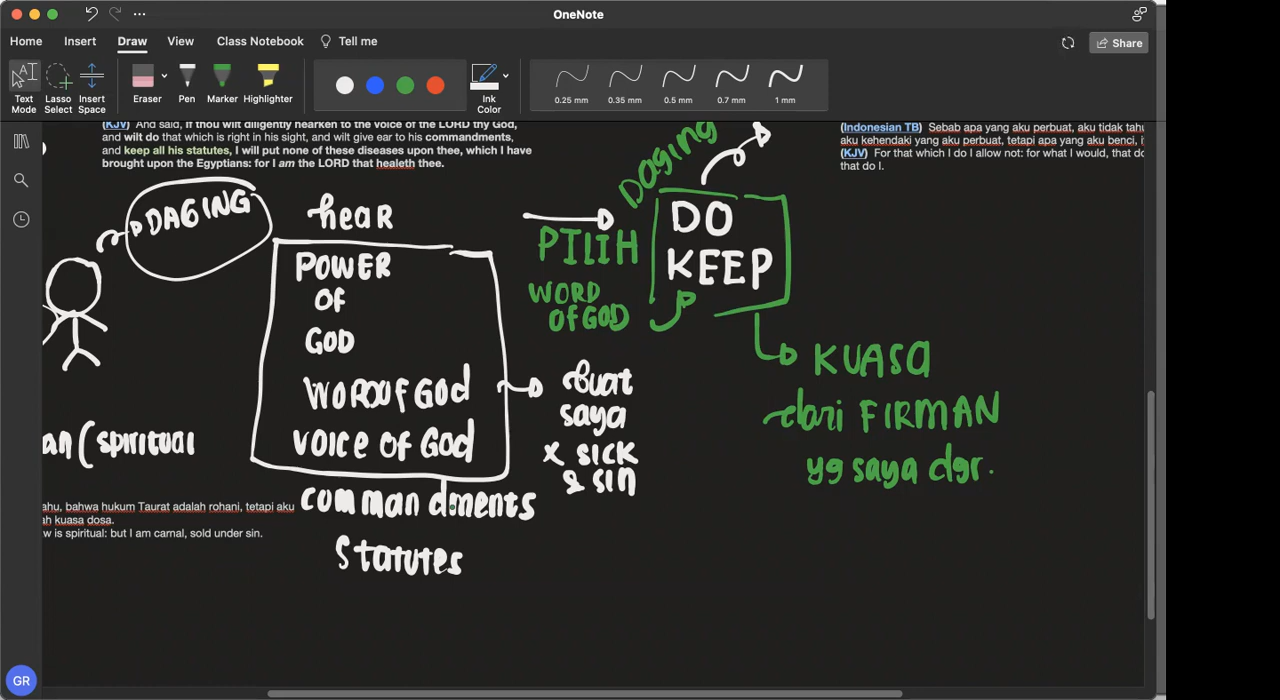 OneNote
Home Insert Draw View Class Notebook Tell me
Share
Text Mode
Lasso Select
Insert Space
Eraser
Pen
Marker
Highlighter
Ink Color
0.25 mm
0.35 mm
0.5 mm
0.7 mm
1 mm
(KJV) And said, If thou wilt diligently hearken to the voice of the LORD thy God,
and wilt do that which is right in his sight, and wilt give ear to his commandments,
and keep all his statutes, I will put none of these diseases upon thee, which I have
brought upon the Egyptians: for I am the LORD that healeth thee.
(Indonesian TB) Sebab apa yang aku perbuat, aku tidak tahu
aku kehendaki yang aku perbuat, tetapi apa yang aku benci,
(KJV) For that which I do I allow not: for what I would, that do
that do I.
DAGING
hear
POWER
OF
GOD
WORD OF GOD
VOICE OF GOD
commandments
statutes
PILIH
WORD
OF GOD
Daging
DO
KEEP
buat
saya
x SICK
& SIN
KUASA
dari FIRMAN
yg saya dgr.
an (spiritual
ahu, bahwa hukum Taurat adalah rohani, tetapi aku
ah kuasa dosa.
w is spiritual: but I am carnal, sold under sin.
GR